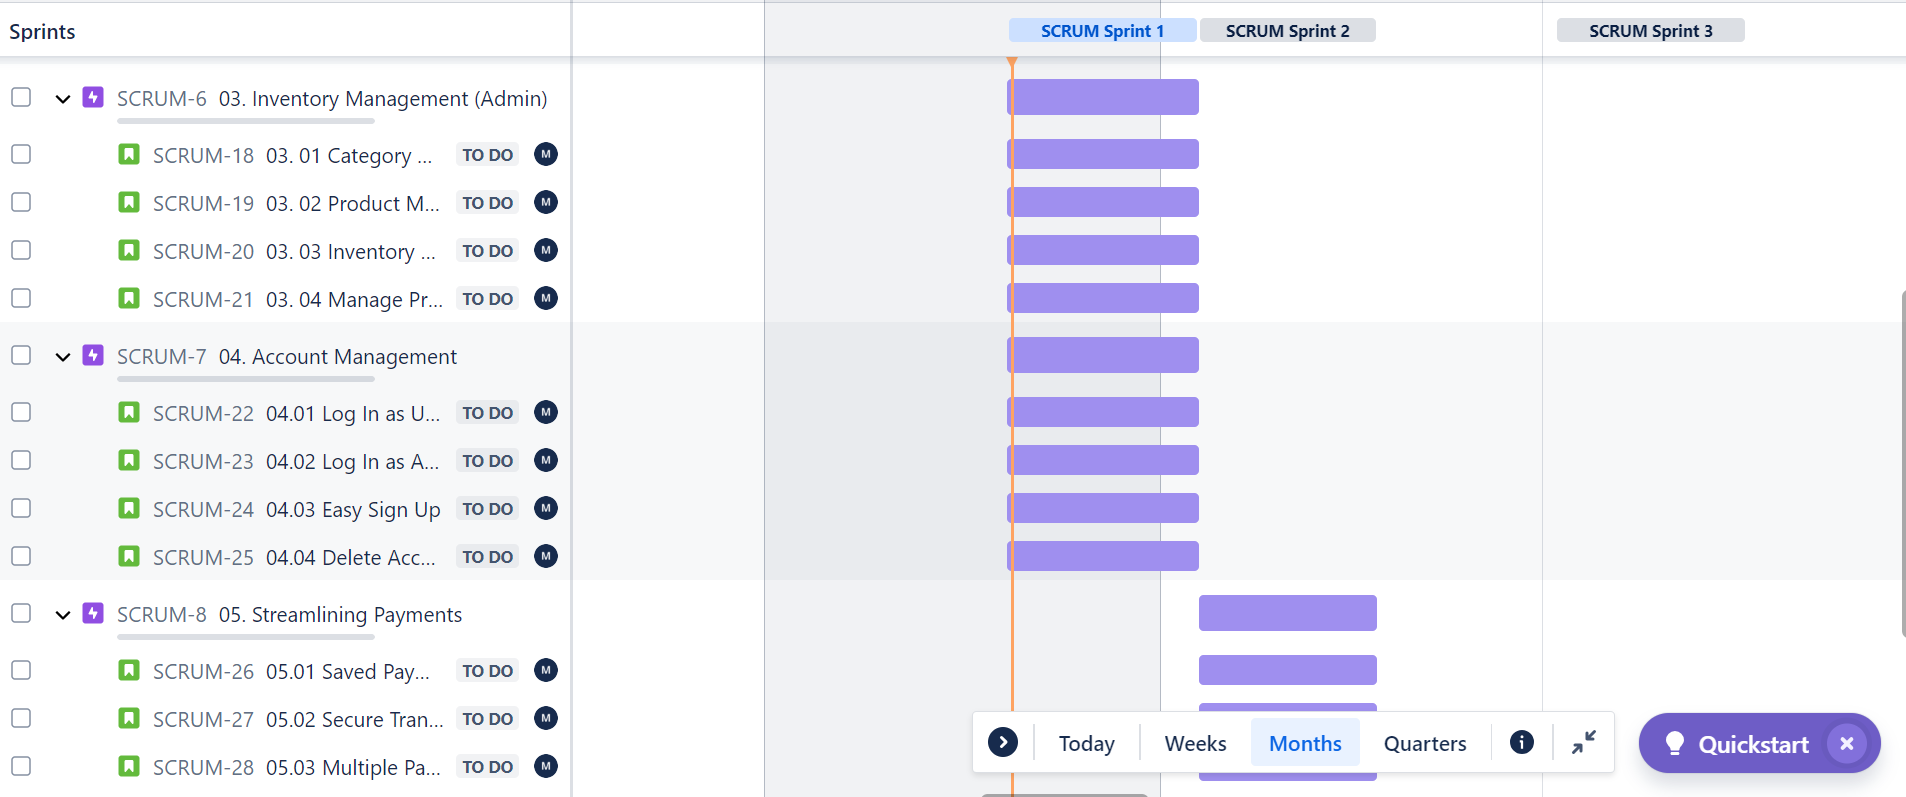 Sprints
SCRUM Sprint 1
SCRUM Sprint 2
SCRUM Sprint 3
SCRUM-6 03. Inventory Management (Admin)
SCRUM-18 03. 01 Category ... TO DO M
SCRUM-19 03. 02 Product M... TO DO M
SCRUM-20 03. 03 Inventory ... TO DO M
SCRUM-21 03. 04 Manage Pr... TO DO M
SCRUM-7 04. Account Management
SCRUM-22 04.01 Log In as U... TO DO M
SCRUM-23 04.02 Log In as A... TO DO M
SCRUM-24 04.03 Easy Sign Up TO DO M
SCRUM-25 04.04 Delete Acc... TO DO M
SCRUM-8 05. Streamlining Payments
SCRUM-26 05.01 Saved Pay... TO DO M
SCRUM-27 05.02 Secure Tran... TO DO M
SCRUM-28 05.03 Multiple Pa... TO DO M
Today Weeks Months Quarters
Quickstart